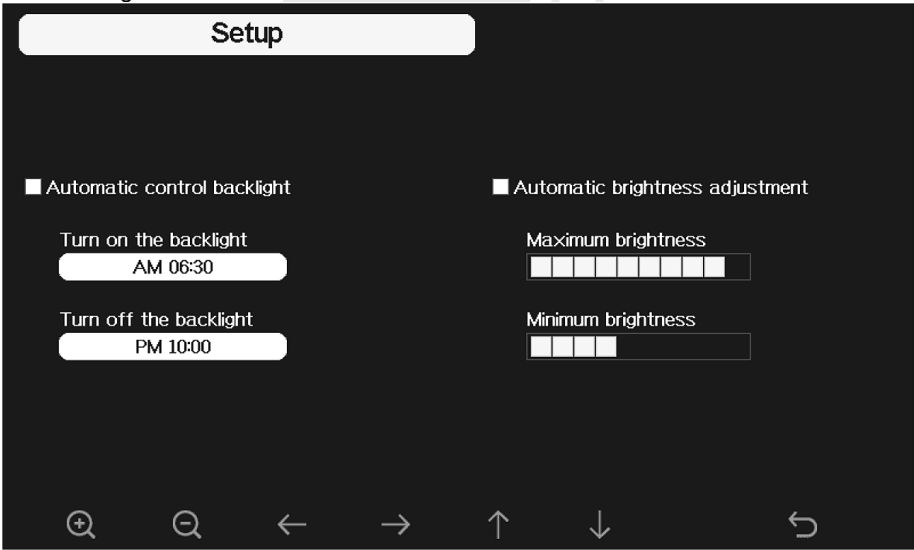 Setup
Automatic control backlight
Turn on the backlight
AM 06:30
Turn off the backlight
PM 10:00
Automatic brightness adjustment
Maximum brightness
Minimum brightness